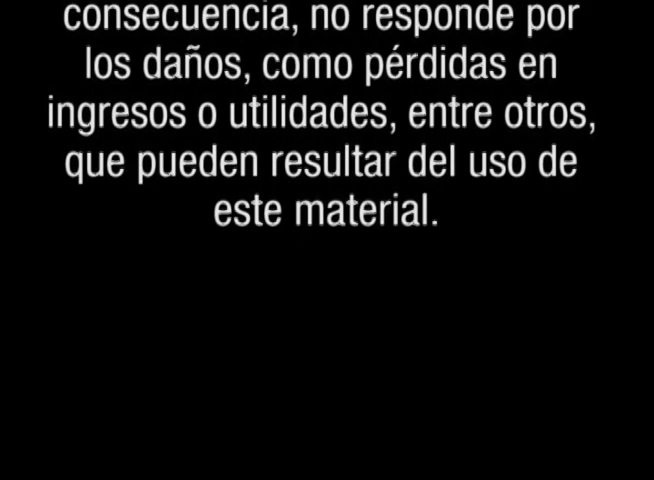 consecuencia, no responde por
los daños, como pérdidas en
ingresos o utilidades, entre otros,
que pueden resultar del uso de
este material.